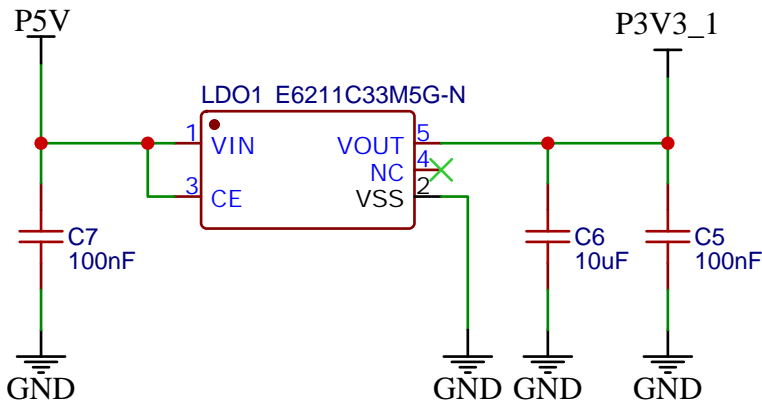 P5V
P3V3_1
LDO1 E6211C33M5G-N
1 VIN
VOUT 5
NC 4
3 CE
VSS 2
C7
100nF
C6
10uF
C5
100nF
GND
GND
GND
GND